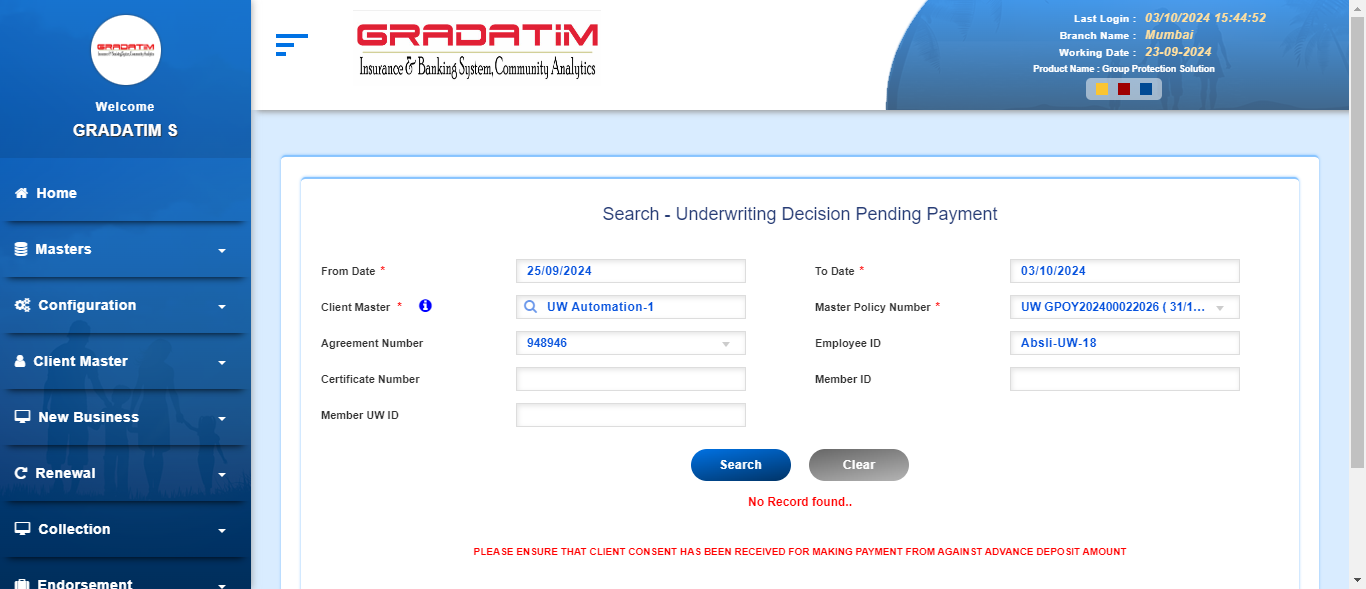 GRADATIM
Insurance & Banking System, Community Analytics
Welcome
GRADATIM S
Home
Masters
Configuration
Client Master
New Business
Renewal
Collection
Endorsement
GRADATIM
Insurance & Banking System, Community Analytics
Last Login : 03/10/2024 15:44:52
Branch Name : Mumbai
Working Date : 23-09-2024
Product Name : Group Protection Solution
Search - Underwriting Decision Pending Payment
From Date * 25/09/2024 To Date * 03/10/2024
Client Master * UW Automation-1 Master Policy Number * UW GPOY202400022026 ( 31/1...
Agreement Number 948946 Employee ID Absli-UW-18
Certificate Number Member ID
Member UW ID
Search Clear
No Record found..
PLEASE ENSURE THAT CLIENT CONSENT HAS BEEN RECEIVED FOR MAKING PAYMENT FROM AGAINST ADVANCE DEPOSIT AMOUNT